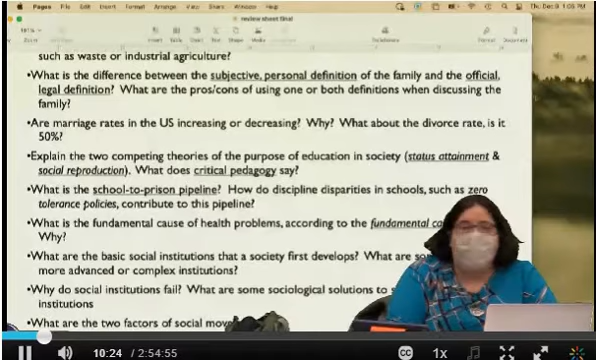 Pages File Edit Insert Format Arrange View Share Window Help
Thu Dec 9 1:03 PM
review sheet final
such as waste or industrial agriculture?
•What is the difference between the subjective, personal definition of the family and the official,
legal definition? What are the pros/cons of using one or both definitions when discussing the
family?
•Are marriage rates in the US increasing or decreasing? Why? What about the divorce rate, is it
50%?
•Explain the two competing theories of the purpose of education in society (status attainment &
social reproduction). What does critical pedagogy say?
•What is the school-to-prison pipeline? How do discipline disparities in schools, such as zero
tolerance policies, contribute to this pipeline?
•What is the fundamental cause of health problems, according to the fundamental
Why?
•What are the basic social institutions that a society first develops? What are
more advanced or complex institutions?
•Why do social institutions fail? What are some sociological solutions to
institutions
•What are the two factors of social
10:24 / 2:54:55
CC 1x